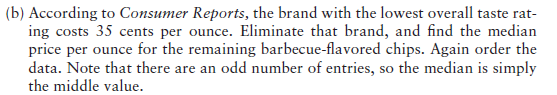 (b) According to Consumer Reports, the brand with the lowest overall taste rat-
ing costs 35 cents per ounce. Eliminate that brand, and find the median
price per ounce for the remaining barbecue-flavored chips. Again order the
data. Note that there are an odd number of entries, so the median is simply
the middle value.